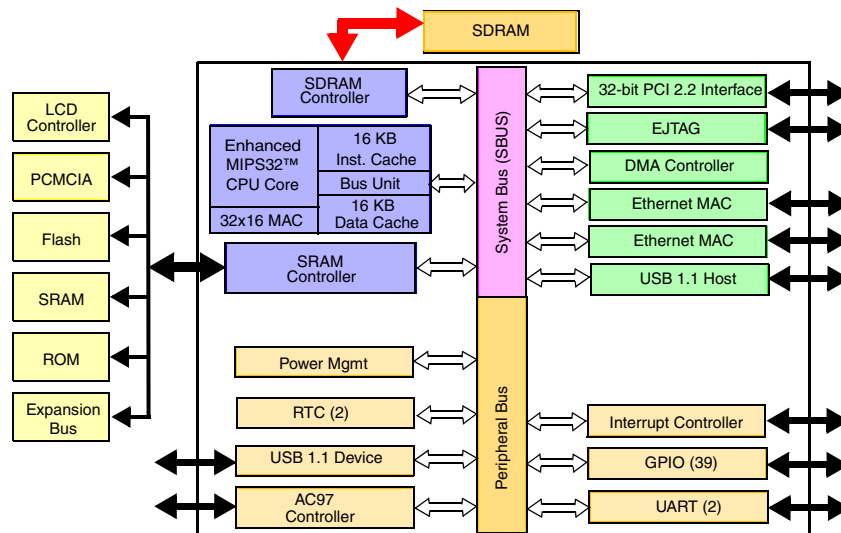 SDRAM
LCD
Controller
PCMCIA
Flash
SRAM
ROM
Expansion
Bus
SDRAM
Controller
Enhanced
MIPS32™
CPU Core
32x16 MAC
16 KB
Inst. Cache
Bus Unit
16 KB
Data Cache
SRAM
Controller
Power Mgmt
RTC (2)
USB 1.1 Device
AC97
Controller
System Bus (SBUS)
Peripheral Bus
32-bit PCI 2.2 Interface
EJTAG
DMA Controller
Ethernet MAC
Ethernet MAC
USB 1.1 Host
Interrupt Controller
GPIO (39)
UART (2)